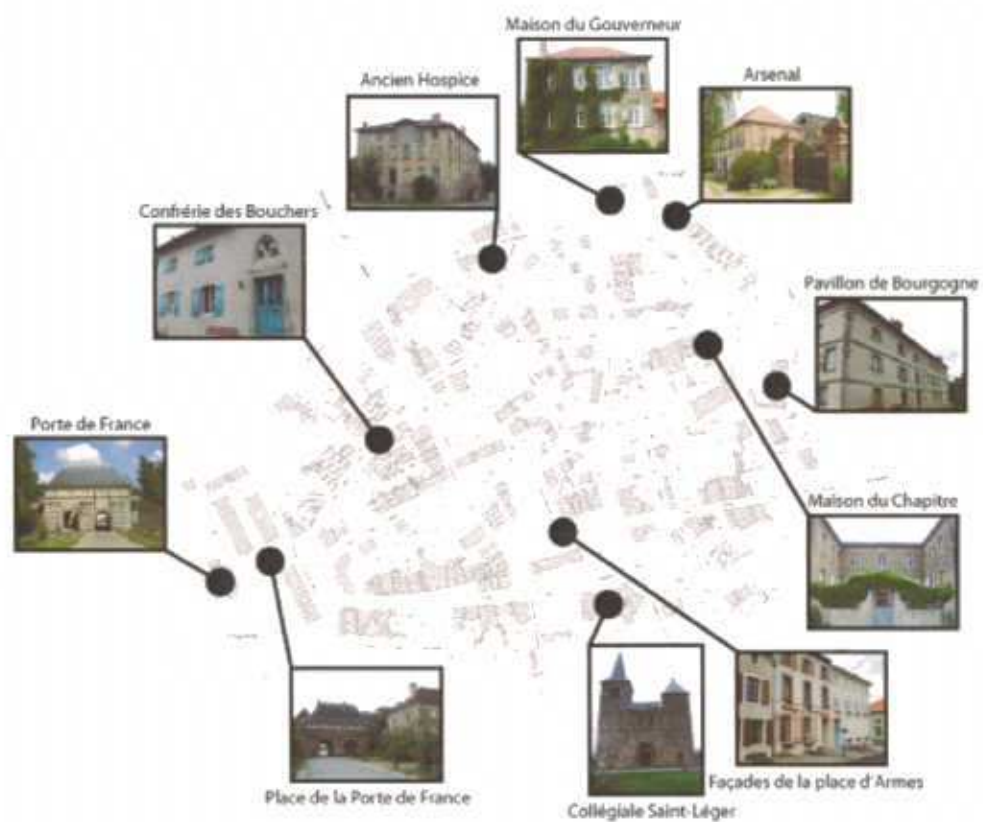 Maison du Gouverneur
Ancien Hospice
Arsenal
Confrérie des Bouchers
Pavillon de Bourgogne
Porte de France
Maison du Chapitre
Place de la Porte de France
Façades de la place d'Armes
Collégiale Saint-Léger